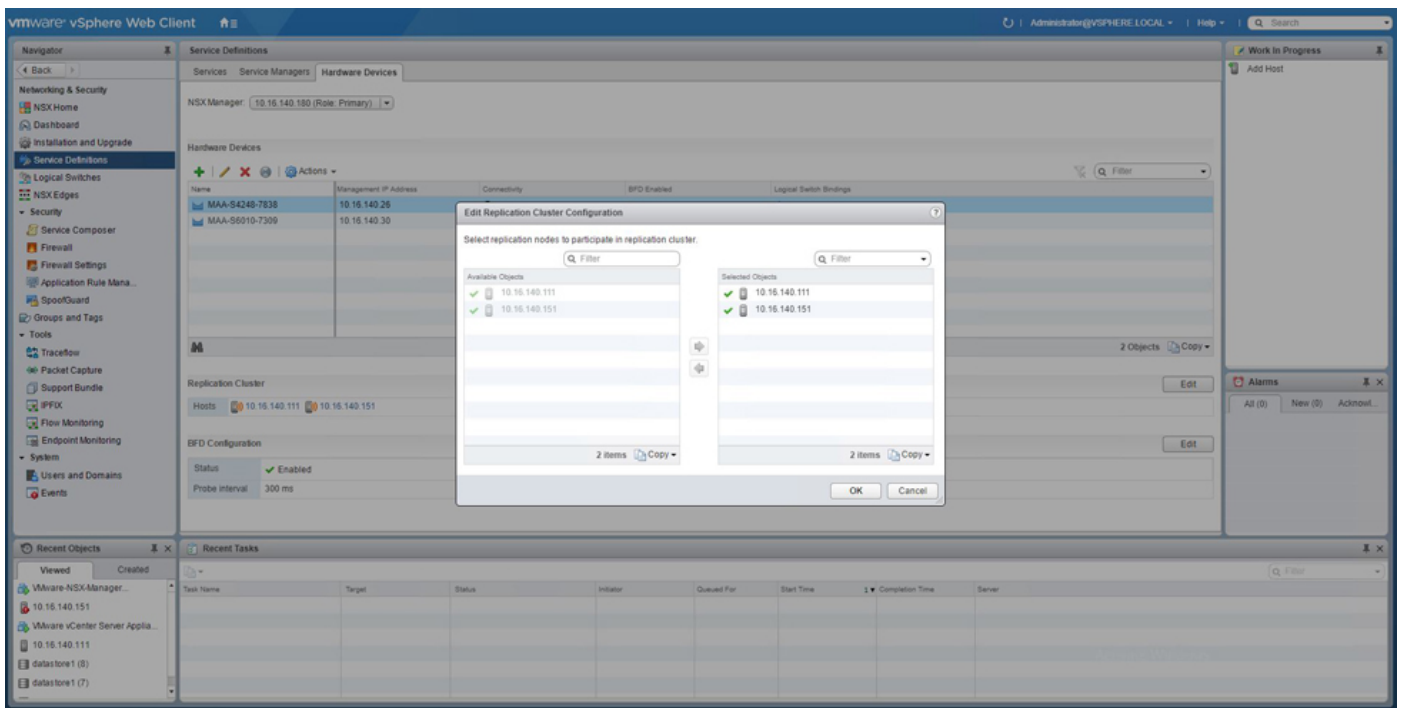 vmware® vSphere Web Client
Administrator@VSPHERE.LOCAL
Help
Search
Navigator
Back
Networking & Security
NSX Home
Dashboard
Installation and Upgrade
Service Definitions
Logical Switches
NSX Edges
Security
Service Composer
Firewall
Firewall Settings
Application Rule Mana...
SpoofGuard
Groups and Tags
Tools
Traceflow
Packet Capture
Support Bundle
IPFIX
Flow Monitoring
Endpoint Monitoring
System
Users and Domains
Events
Service Definitions
Services Service Managers Hardware Devices
NSX Manager: 10.16.140.180 (Role: Primary)
Hardware Devices
Actions
Filter
Name Management IP Address Connectivity BFD Enabled Logical Switch Bindings
MAA-S4248-7838 10.16.140.26
MAA-S6010-7309 10.16.140.30
2 Objects Copy
Replication Cluster
Edit
Hosts 10.16.140.111 10.16.140.151
BFD Configuration
Edit
Status Enabled
Probe interval 300 ms
Edit Replication Cluster Configuration
?
Select replication nodes to participate in replication cluster.
Filter Filter
Available Objects
10.16.140.111
10.16.140.151
2 items Copy
Selected Objects
10.16.140.111
10.16.140.151
2 items Copy
OK Cancel
Work In Progress
Add Host
Alarms
All (0) New (0) Acknowl...
Recent Objects
Viewed Created
VMware-NSX-Manager...
10.16.140.151
VMware vCenter Server Applia...
10.16.140.111
datastore1 (8)
datastore1 (7)
Recent Tasks
Filter
Task Name Target Status Initiator Queued For Start Time 1 Completion Time Server